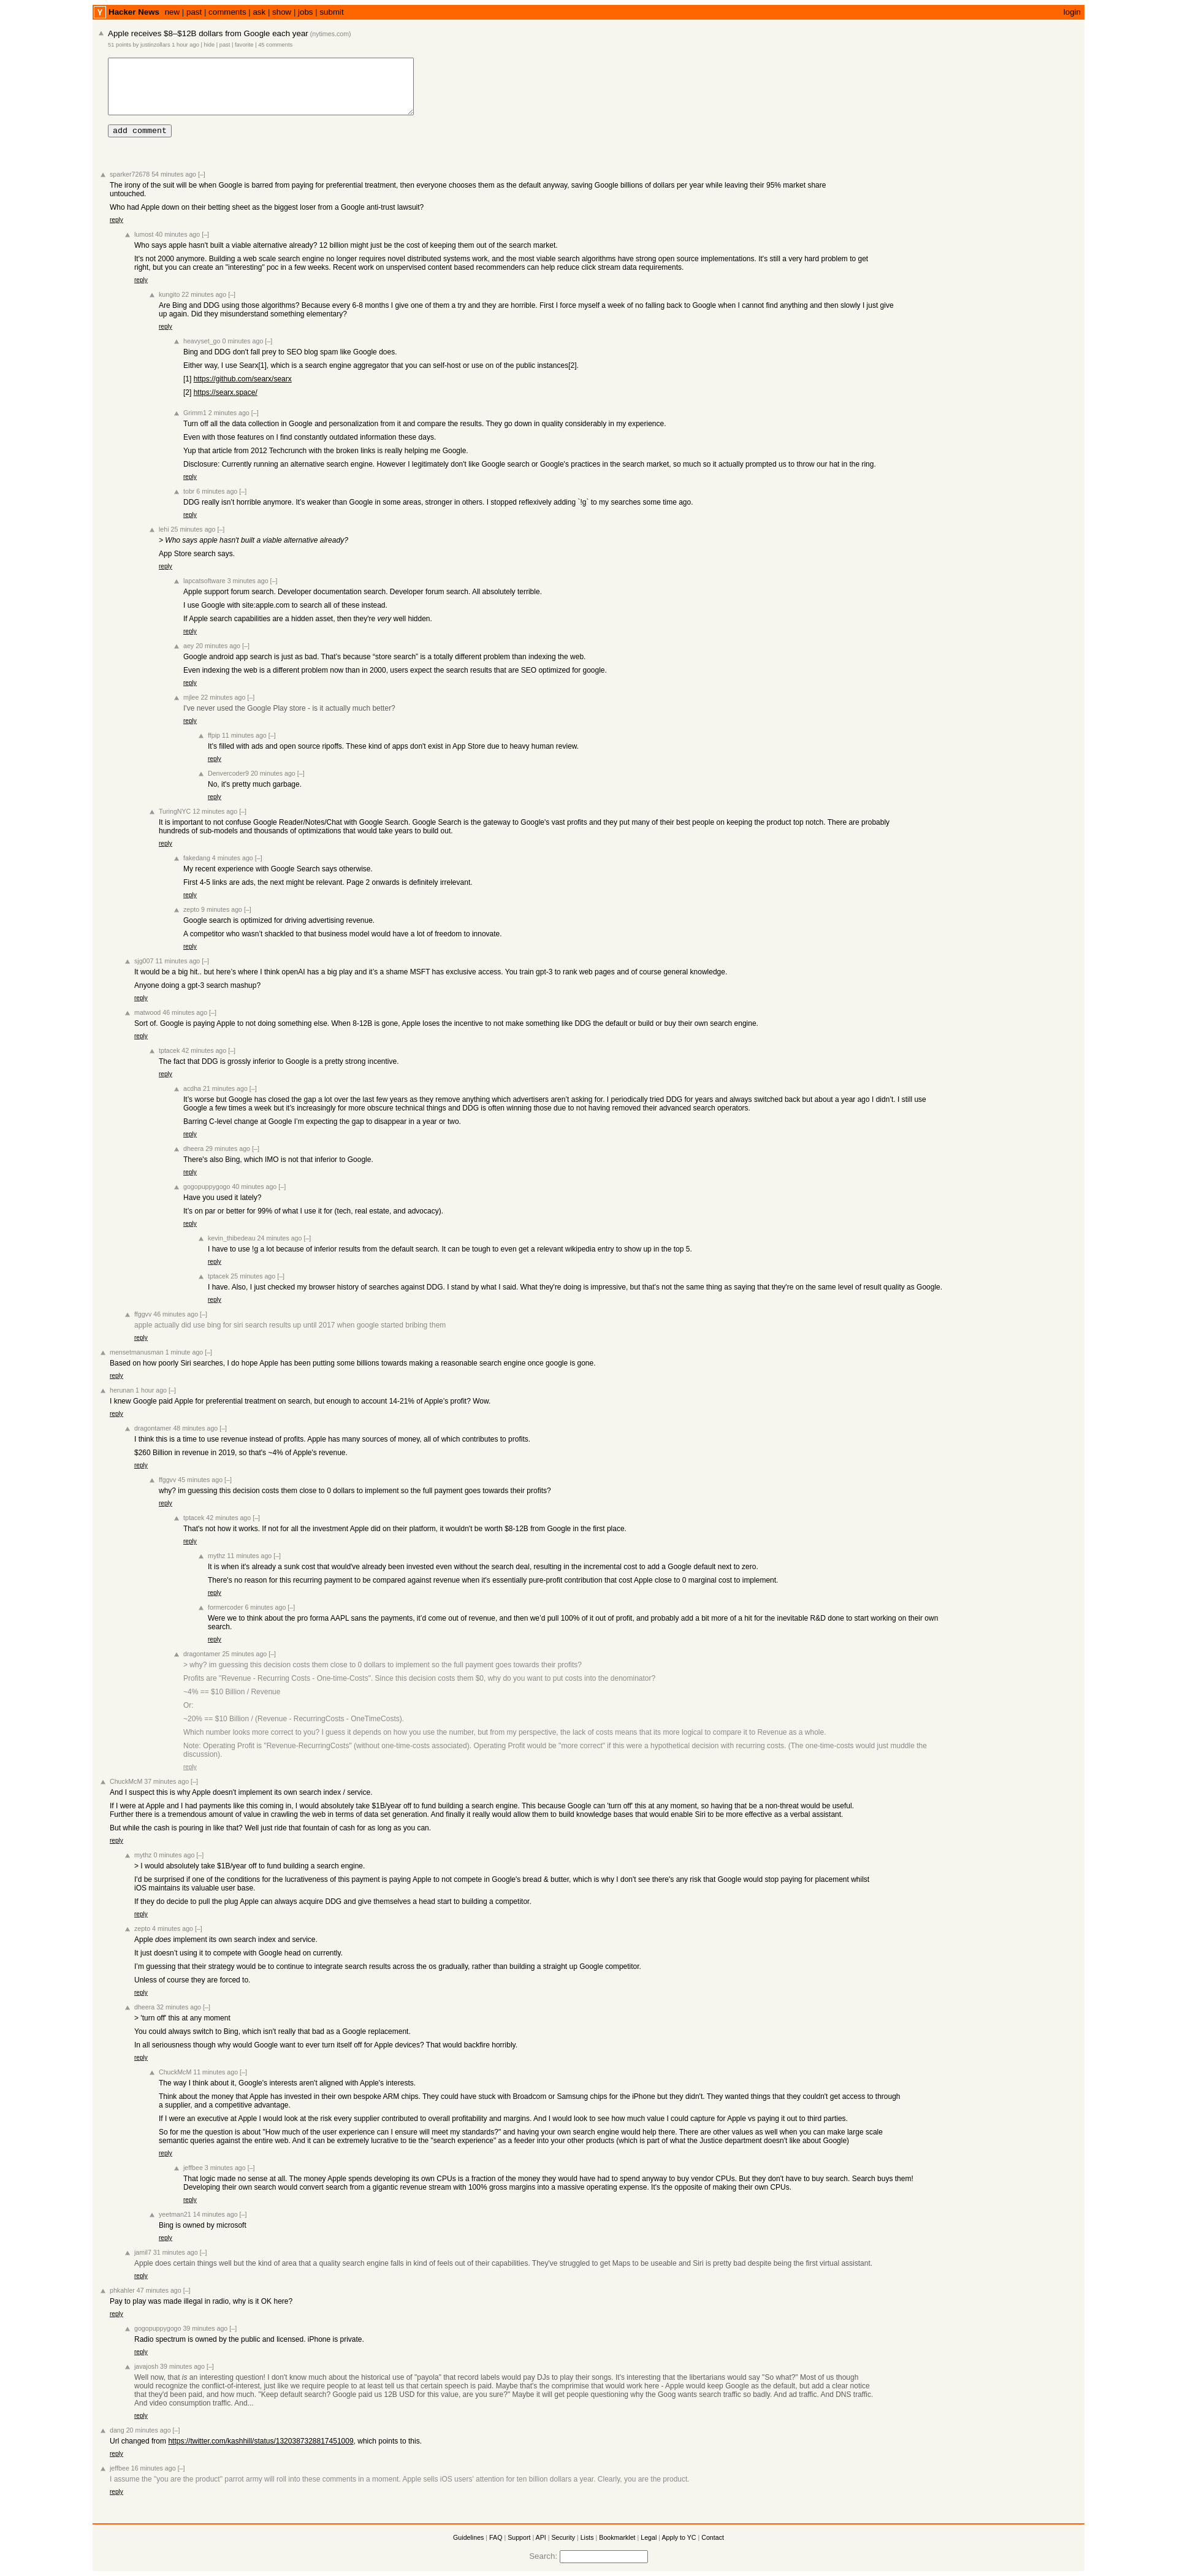 Y Hacker News new | past | comments | ask | show | jobs | submit login
Apple receives $8–$12B dollars from Google each year (nytimes.com)
51 points by justinzollars 1 hour ago | hide | past | favorite | 45 comments
add comment
sparker72678 54 minutes ago [–]
The irony of the suit will be when Google is barred from paying for preferential treatment, then everyone chooses them as the default anyway, saving Google billions of dollars per year while leaving their 95% market share
untouched.
Who had Apple down on their betting sheet as the biggest loser from a Google anti-trust lawsuit?
reply
lumost 40 minutes ago [–]
Who says apple hasn't built a viable alternative already? 12 billion might just be the cost of keeping them out of the search market.
It's not 2000 anymore. Building a web scale search engine no longer requires novel distributed systems work, and the most viable search algorithms have strong open source implementations. It's still a very hard problem to get
right, but you can create an "interesting" poc in a few weeks. Recent work on unspervised content based recommenders can help reduce click stream data requirements.
reply
kungito 22 minutes ago [–]
Are Bing and DDG using those algorithms? Because every 6-8 months I give one of them a try and they are horrible. First I force myself a week of no falling back to Google when I cannot find anything and then slowly I just give
up again. Did they misunderstand something elementary?
reply
heavyset_go 0 minutes ago [–]
Bing and DDG don't fall prey to SEO blog spam like Google does.
Either way, I use Searx[1], which is a search engine aggregator that you can self-host or use on of the public instances[2].
[1] https://github.com/searx/searx
[2] https://searx.space/
Grimm1 2 minutes ago [–]
Turn off all the data collection in Google and personalization from it and compare the results. They go down in quality considerably in my experience.
Even with those features on I find constantly outdated information these days.
Yup that article from 2012 Techcrunch with the broken links is really helping me Google.
Disclosure: Currently running an alternative search engine. However I legitimately don't like Google search or Google's practices in the search market, so much so it actually prompted us to throw our hat in the ring.
reply
tobr 6 minutes ago [–]
DDG really isn't horrible anymore. It's weaker than Google in some areas, stronger in others. I stopped reflexively adding `!g` to my searches some time ago.
reply
lehi 25 minutes ago [–]
> Who says apple hasn't built a viable alternative already?
App Store search says.
reply
lapcatsoftware 3 minutes ago [–]
Apple support forum search. Developer documentation search. Developer forum search. All absolutely terrible.
I use Google with site:apple.com to search all of these instead.
If Apple search capabilities are a hidden asset, then they're very well hidden.
reply
aey 20 minutes ago [–]
Google android app search is just as bad. That's because "store search" is a totally different problem than indexing the web.
Even indexing the web is a different problem now than in 2000, users expect the search results that are SEO optimized for google.
reply
mjlee 22 minutes ago [–]
I've never used the Google Play store - is it actually much better?
reply
ffpip 11 minutes ago [–]
It's filled with ads and open source ripoffs. These kind of apps don't exist in App Store due to heavy human review.
reply
Denvercoder9 20 minutes ago [–]
No, it's pretty much garbage.
reply
TuringNYC 12 minutes ago [–]
It is important to not confuse Google Reader/Notes/Chat with Google Search. Google Search is the gateway to Google's vast profits and they put many of their best people on keeping the product top notch. There are probably
hundreds of sub-models and thousands of optimizations that would take years to build out.
reply
fakedang 4 minutes ago [–]
My recent experience with Google Search says otherwise.
First 4-5 links are ads, the next might be relevant. Page 2 onwards is definitely irrelevant.
reply
zepto 9 minutes ago [–]
Google search is optimized for driving advertising revenue.
A competitor who wasn't shackled to that business model would have a lot of freedom to innovate.
reply
sjg007 11 minutes ago [–]
It would be a big hit.. but here's where I think openAI has a big play and it's a shame MSFT has exclusive access. You train gpt-3 to rank web pages and of course general knowledge.
Anyone doing a gpt-3 search mashup?
reply
matwood 46 minutes ago [–]
Sort of. Google is paying Apple to not doing something else. When 8-12B is gone, Apple loses the incentive to not make something like DDG the default or build or buy their own search engine.
reply
tptacek 42 minutes ago [–]
The fact that DDG is grossly inferior to Google is a pretty strong incentive.
reply
acdha 21 minutes ago [–]
It's worse but Google has closed the gap a lot over the last few years as they remove anything which advertisers aren't asking for. I periodically tried DDG for years and always switched back but about a year ago I didn't. I still use
Google a few times a week but it's increasingly for more obscure technical things and DDG is often winning those due to not having removed their advanced search operators.
Barring C-level change at Google I'm expecting the gap to disappear in a year or two.
reply
dheera 29 minutes ago [–]
There's also Bing, which IMO is not that inferior to Google.
reply
gogopuppygogo 40 minutes ago [–]
Have you used it lately?
It's on par or better for 99% of what I use it for (tech, real estate, and advocacy).
reply
kevin_thibedeau 24 minutes ago [–]
I have to use !g a lot because of inferior results from the default search. It can be tough to even get a relevant wikipedia entry to show up in the top 5.
reply
tptacek 25 minutes ago [–]
I have. Also, I just checked my browser history of searches against DDG. I stand by what I said. What they're doing is impressive, but that's not the same thing as saying that they're on the same level of result quality as Google.
reply
ffggvv 46 minutes ago [–]
apple actually did use bing for siri search results up until 2017 when google started bribing them
reply
mensetmanusman 1 minute ago [–]
Based on how poorly Siri searches, I do hope Apple has been putting some billions towards making a reasonable search engine once google is gone.
reply
herunan 1 hour ago [–]
I knew Google paid Apple for preferential treatment on search, but enough to account 14-21% of Apple's profit? Wow.
reply
dragontamer 48 minutes ago [–]
I think this is a time to use revenue instead of profits. Apple has many sources of money, all of which contributes to profits.
$260 Billion in revenue in 2019, so that's ~4% of Apple's revenue.
reply
ffggvv 45 minutes ago [–]
why? im guessing this decision costs them close to 0 dollars to implement so the full payment goes towards their profits?
reply
tptacek 42 minutes ago [–]
That's not how it works. If not for all the investment Apple did on their platform, it wouldn't be worth $8-12B from Google in the first place.
reply
mythz 11 minutes ago [–]
It is when it's already a sunk cost that would've already been invested even without the search deal, resulting in the incremental cost to add a Google default next to zero.
There's no reason for this recurring payment to be compared against revenue when it's essentially pure-profit contribution that cost Apple close to 0 marginal cost to implement.
reply
formercoder 6 minutes ago [–]
Were we to think about the pro forma AAPL sans the payments, it'd come out of revenue, and then we'd pull 100% of it out of profit, and probably add a bit more of a hit for the inevitable R&D done to start working on their own
search.
reply
dragontamer 25 minutes ago [–]
> why? im guessing this decision costs them close to 0 dollars to implement so the full payment goes towards their profits?
Profits are "Revenue - Recurring Costs - One-time-Costs". Since this decision costs them $0, why do you want to put costs into the denominator?
~4% == $10 Billion / Revenue
Or:
~20% == $10 Billion / (Revenue - RecurringCosts - OneTimeCosts).
Which number looks more correct to you? I guess it depends on how you use the number, but from my perspective, the lack of costs means that its more logical to compare it to Revenue as a whole.
Note: Operating Profit is "Revenue-RecurringCosts" (without one-time-costs associated). Operating Profit would be "more correct" if this were a hypothetical decision with recurring costs. (The one-time-costs would just muddle the
discussion).
reply
ChuckMcM 37 minutes ago [–]
And I suspect this is why Apple doesn't implement its own search index / service.
If I were at Apple and I had payments like this coming in, I would absolutely take $1B/year off to fund building a search engine. This because Google can 'turn off' this at any moment, so having that be a non-threat would be useful.
Further there is a tremendous amount of value in crawling the web in terms of data set generation. And finally it really would allow them to build knowledge bases that would enable Siri to be more effective as a verbal assistant.
But while the cash is pouring in like that? Well just ride that fountain of cash for as long as you can.
reply
mythz 0 minutes ago [–]
> I would absolutely take $1B/year off to fund building a search engine.
I'd be surprised if one of the conditions for the lucrativeness of this payment is paying Apple to not compete in Google's bread & butter, which is why I don't see there's any risk that Google would stop paying for placement whilst
iOS maintains its valuable user base.
If they do decide to pull the plug Apple can always acquire DDG and give themselves a head start to building a competitor.
reply
zepto 4 minutes ago [–]
Apple does implement its own search index and service.
It just doesn't using it to compete with Google head on currently.
I'm guessing that their strategy would be to continue to integrate search results across the os gradually, rather than building a straight up Google competitor.
Unless of course they are forced to.
reply
dheera 32 minutes ago [–]
> 'turn off' this at any moment
You could always switch to Bing, which isn't really that bad as a Google replacement.
In all seriousness though why would Google want to ever turn itself off for Apple devices? That would backfire horribly.
reply
ChuckMcM 11 minutes ago [–]
The way I think about it, Google's interests aren't aligned with Apple's interests.
Think about the money that Apple has invested in their own bespoke ARM chips. They could have stuck with Broadcom or Samsung chips for the iPhone but they didn't. They wanted things that they couldn't get access to through
a supplier, and a competitive advantage.
If I were an executive at Apple I would look at the risk every supplier contributed to overall profitability and margins. And I would look to see how much value I could capture for Apple vs paying it out to third parties.
So for me the question is about "How much of the user experience can I ensure will meet my standards?" and having your own search engine would help there. There are other values as well when you can make large scale
semantic queries against the entire web. And it can be extremely lucrative to tie the "search experience" as a feeder into your other products (which is part of what the Justice department doesn't like about Google)
reply
jeffbee 3 minutes ago [–]
That logic made no sense at all. The money Apple spends developing its own CPUs is a fraction of the money they would have had to spend anyway to buy vendor CPUs. But they don't have to buy search. Search buys them!
Developing their own search would convert search from a gigantic revenue stream with 100% gross margins into a massive operating expense. It's the opposite of making their own CPUs.
reply
yeetman21 14 minutes ago [–]
Bing is owned by microsoft
reply
jamil7 31 minutes ago [–]
Apple does certain things well but the kind of area that a quality search engine falls in kind of feels out of their capabilities. They've struggled to get Maps to be useable and Siri is pretty bad despite being the first virtual assistant.
reply
phkahler 47 minutes ago [–]
Pay to play was made illegal in radio, why is it OK here?
reply
gogopuppygogo 39 minutes ago [–]
Radio spectrum is owned by the public and licensed. iPhone is private.
reply
javajosh 39 minutes ago [–]
Well now, that is an interesting question! I don't know much about the historical use of "payola" that record labels would pay DJs to play their songs. It's interesting that the libertarians would say "So what?" Most of us though
would recognize the conflict-of-interest, just like we require people to at least tell us that certain speech is paid. Maybe that's the comprimise that would work here - Apple would keep Google as the default, but add a clear notice
that they'd been paid, and how much. "Keep default search? Google paid us 12B USD for this value, are you sure?" Maybe it will get people questioning why the Goog wants search traffic so badly. And ad traffic. And DNS traffic.
And video consumption traffic. And...
reply
dang 20 minutes ago [–]
Url changed from https://twitter.com/kashhill/status/1320387328817451009, which points to this.
reply
jeffbee 16 minutes ago [–]
I assume the "you are the product" parrot army will roll into these comments in a moment. Apple sells iOS users' attention for ten billion dollars a year. Clearly, you are the product.
reply
Guidelines | FAQ | Support | API | Security | Lists | Bookmarklet | Legal | Apply to YC | Contact
Search: